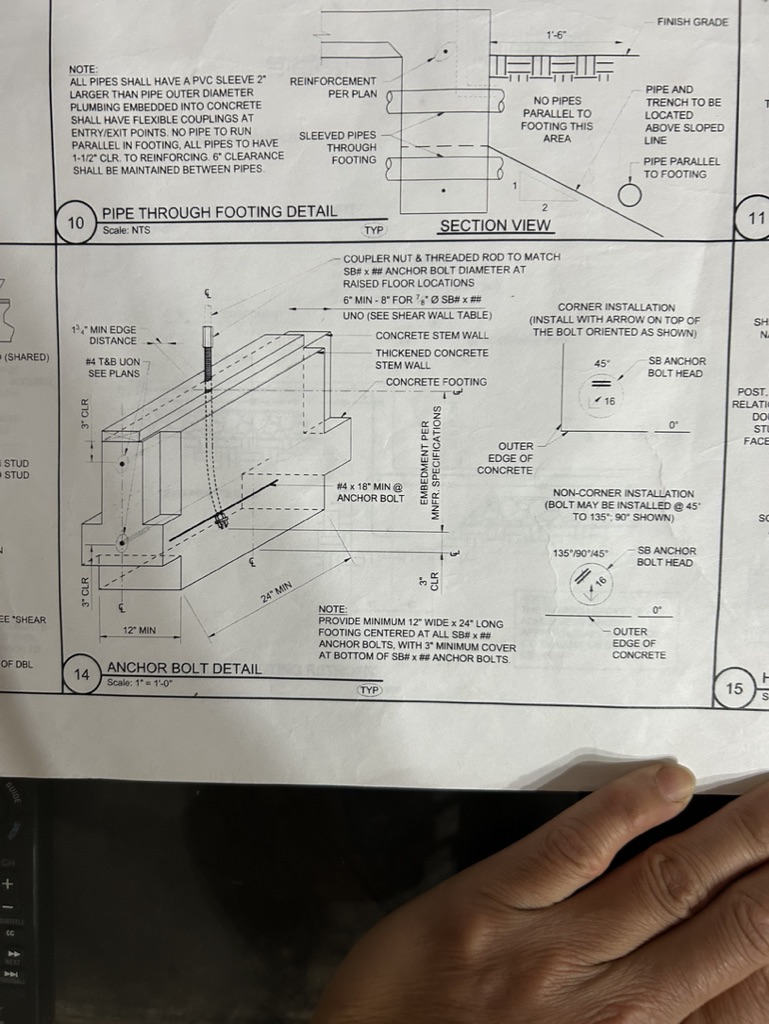 NOTE:
ALL PIPES SHALL HAVE A PVC SLEEVE 2"
LARGER THAN PIPE OUTER DIAMETER
PLUMBING EMBEDDED INTO CONCRETE
SHALL HAVE FLEXIBLE COUPLINGS AT
ENTRY/EXIT POINTS. NO PIPE TO RUN
PARALLEL IN FOOTING, ALL PIPES TO HAVE
1-1/2" CLR. TO REINFORCING. 6" CLEARANCE
SHALL BE MAINTAINED BETWEEN PIPES.
REINFORCEMENT
PER PLAN
SLEEVED PIPES
THROUGH
FOOTING
1'-6"
FINISH GRADE
NO PIPES
PARALLEL TO
FOOTING THIS
AREA
PIPE AND
TRENCH TO BE
LOCATED
ABOVE SLOPED
LINE
PIPE PARALLEL
TO FOOTING
1
2
10
PIPE THROUGH FOOTING DETAIL
Scale: NTS
TYP
SECTION VIEW
11
(SHARED)
STUD
STUD
EE "SHEAR
OF DBL
COUPLER NUT & THREADED ROD TO MATCH
SB# x ## ANCHOR BOLT DIAMETER AT
RAISED FLOOR LOCATIONS
6" MIN - 8" FOR 7/8" Ø SB# x ##
UNO (SEE SHEAR WALL TABLE)
CONCRETE STEM WALL
THICKENED CONCRETE
STEM WALL
CONCRETE FOOTING
℄
1¾" MIN EDGE
DISTANCE
#4 T&B UON
SEE PLANS
3" CLR
3" CLR
℄
12" MIN
24" MIN
℄
#4 x 18" MIN @
ANCHOR BOLT
EMBEDMENT PER
MNFR. SPECIFICATIONS
℄
℄
3"
CLR
NOTE:
PROVIDE MINIMUM 12" WIDE x 24" LONG
FOOTING CENTERED AT ALL SB# x ##
ANCHOR BOLTS, WITH 3" MINIMUM COVER
AT BOTTOM OF SB# x ## ANCHOR BOLTS.
CORNER INSTALLATION
(INSTALL WITH ARROW ON TOP OF
THE BOLT ORIENTED AS SHOWN)
45°
SB ANCHOR
BOLT HEAD
16
0°
OUTER
EDGE OF
CONCRETE
NON-CORNER INSTALLATION
(BOLT MAY BE INSTALLED @ 45°
TO 135°; 90° SHOWN)
135°/90°/45°
SB ANCHOR
BOLT HEAD
16
0°
OUTER
EDGE OF
CONCRETE
14
ANCHOR BOLT DETAIL
Scale: 1" = 1'-0"
TYP
15
POST.
RELATI
STU
FACE
GUIDE
CH
+
−
CC
NEXT